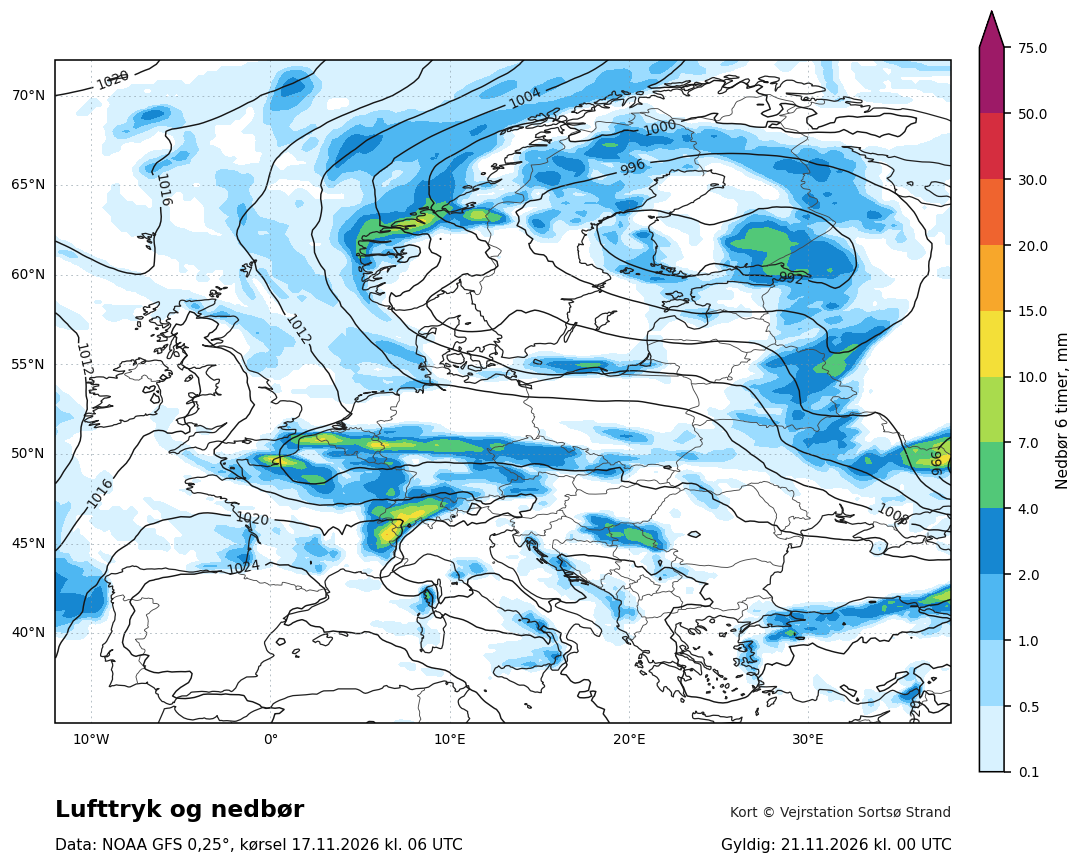 75.0
50.0
30.0
20.0
15.0
10.0
7.0
4.0
2.0
1.0
0.5
0.1
Nedbør 6 timer, mm
70°N
65°N
60°N
55°N
50°N
45°N
40°N
10°W
0°
10°E
20°E
30°E
1020
1004
1000
996
1016
992
1012
1012
1016
1020
1024
996
1008
1020
Lufttryk og nedbør
Kort © Vejrstation Sortsø Strand
Data: NOAA GFS 0,25°, kørsel 17.11.2026 kl. 06 UTC
Gyldig: 21.11.2026 kl. 00 UTC